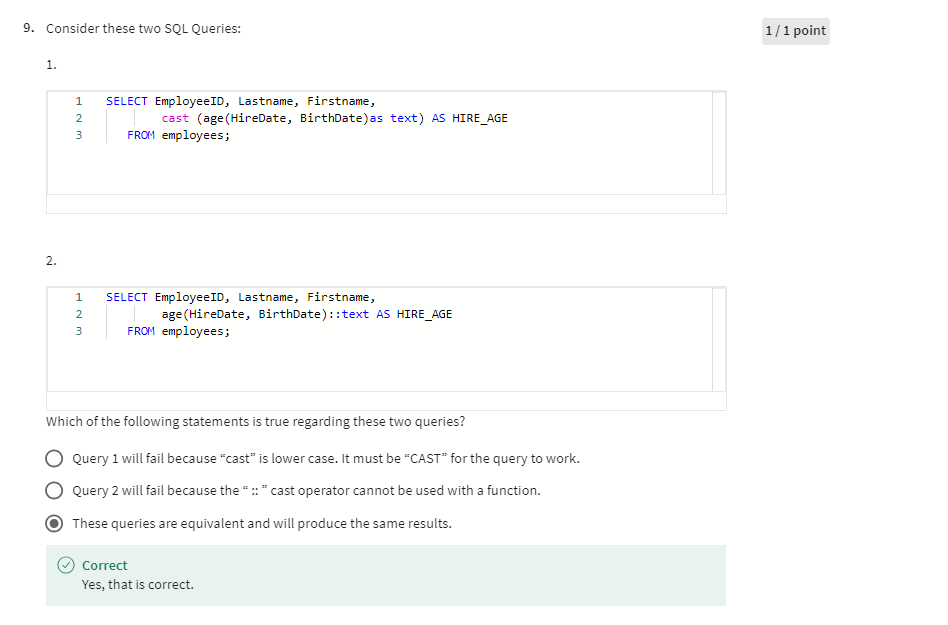 9. Consider these two SQL Queries:
1 / 1 point
1.
1 SELECT EmployeeID, Lastname, Firstname,
2 cast (age(HireDate, BirthDate)as text) AS HIRE_AGE
3 FROM employees;
2.
1 SELECT EmployeeID, Lastname, Firstname,
2 age(HireDate, BirthDate)::text AS HIRE_AGE
3 FROM employees;
Which of the following statements is true regarding these two queries?
Query 1 will fail because “cast” is lower case. It must be “CAST” for the query to work.
Query 2 will fail because the “ :: ” cast operator cannot be used with a function.
These queries are equivalent and will produce the same results.
Correct
Yes, that is correct.